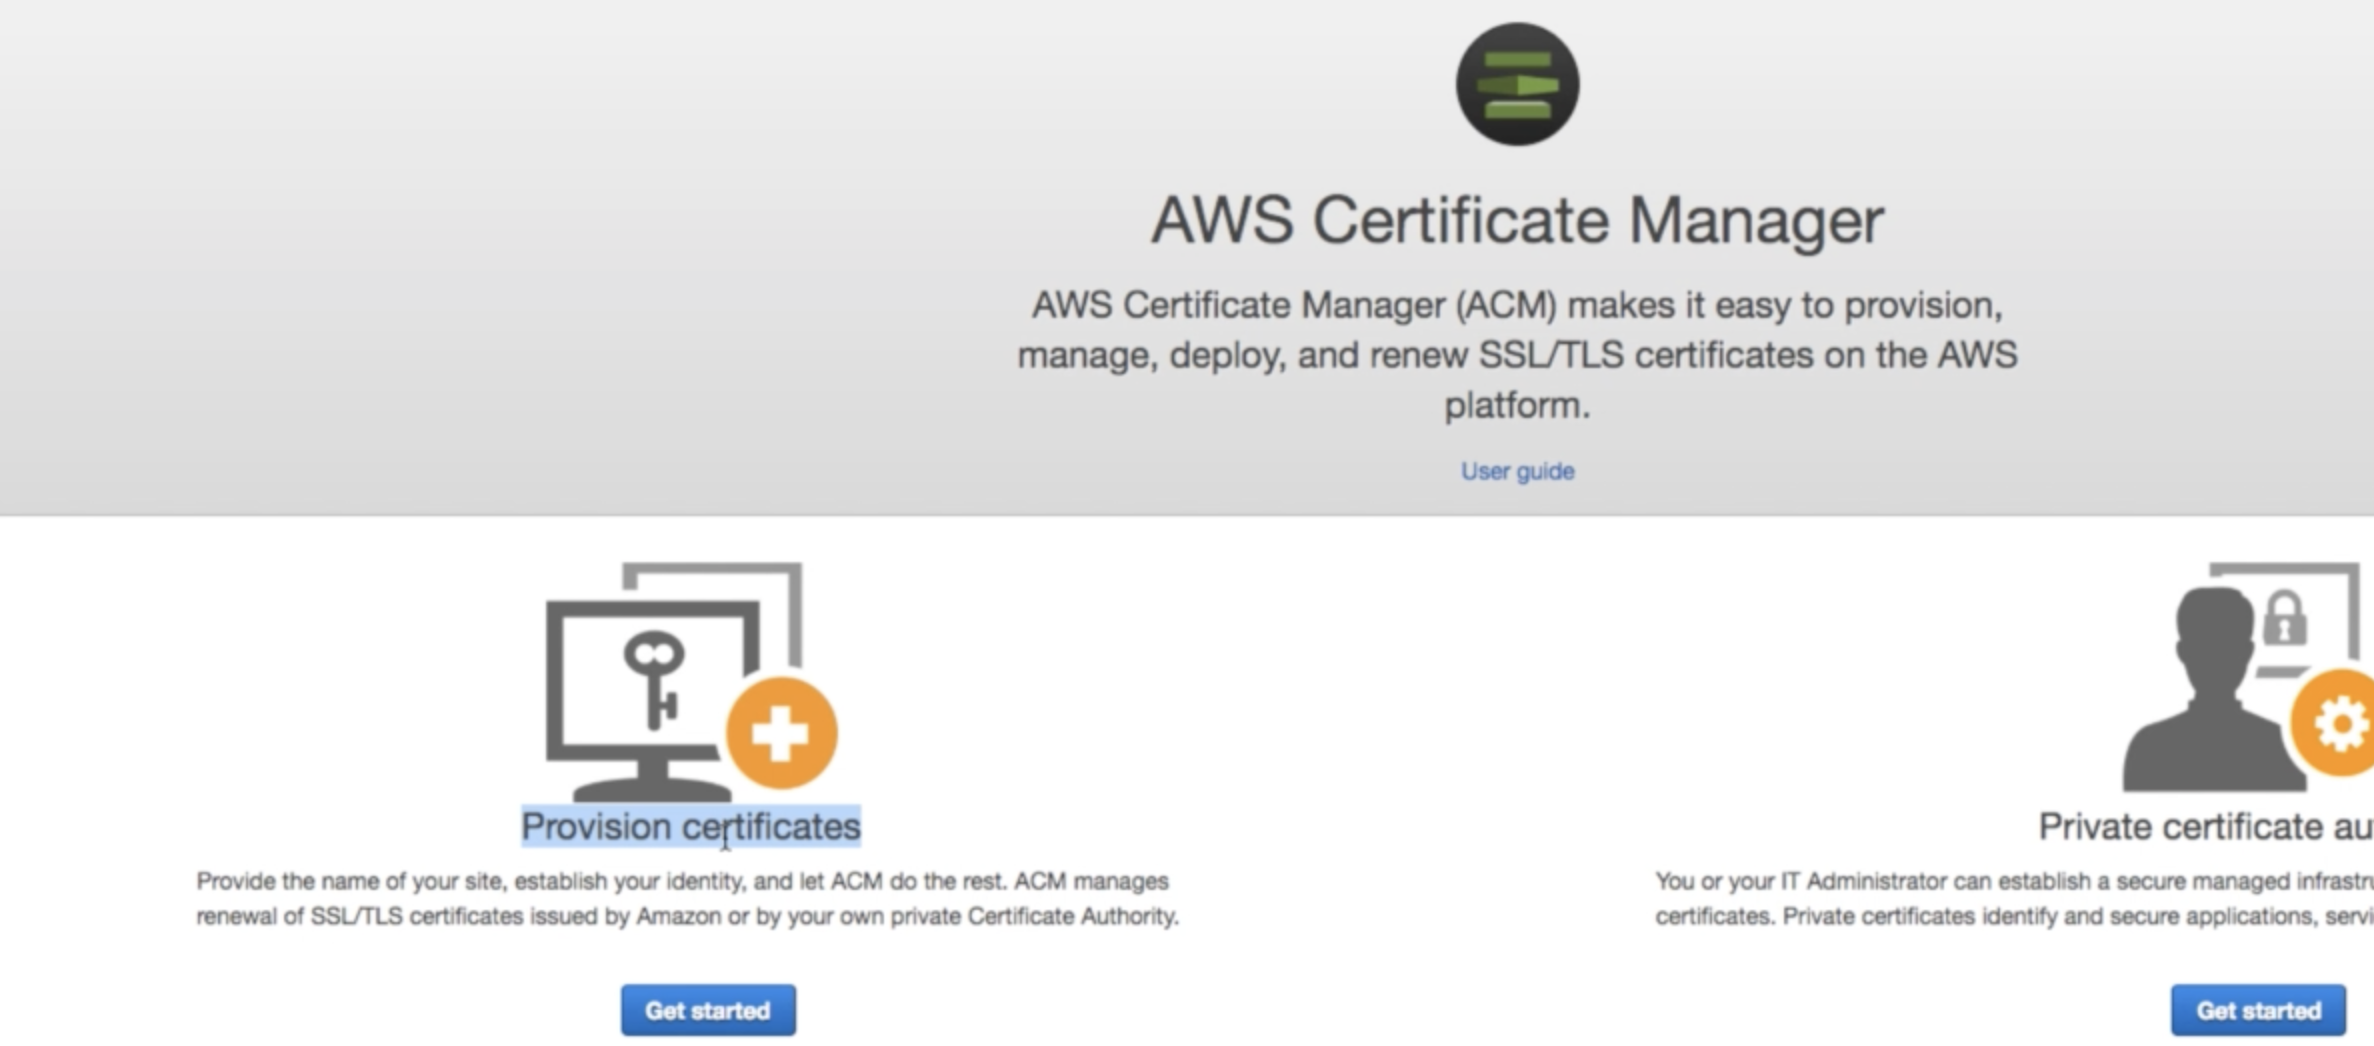 AWS Certificate Manager
AWS Certificate Manager (ACM) makes it easy to provision,
manage, deploy, and renew SSL/TLS certificates on the AWS
platform.
User guide
Provision certificates
Provide the name of your site, establish your identity, and let ACM do the rest. ACM manages
renewal of SSL/TLS certificates issued by Amazon or by your own private Certificate Authority.
Get started
Private certificate au
You or your IT Administrator can establish a secure managed infrastru
certificates. Private certificates identify and secure applications, servi
Get started